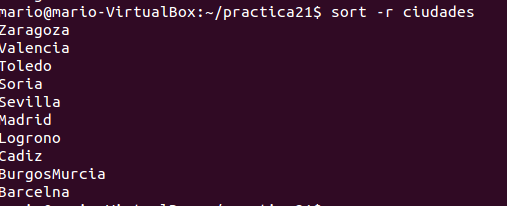 mario@mario-VirtualBox:~/practica21$ sort -r ciudades
Zaragoza
Valencia
Toledo
Soria
Sevilla
Madrid
Logrono
Cadiz
BurgosMurcia
Barcelna